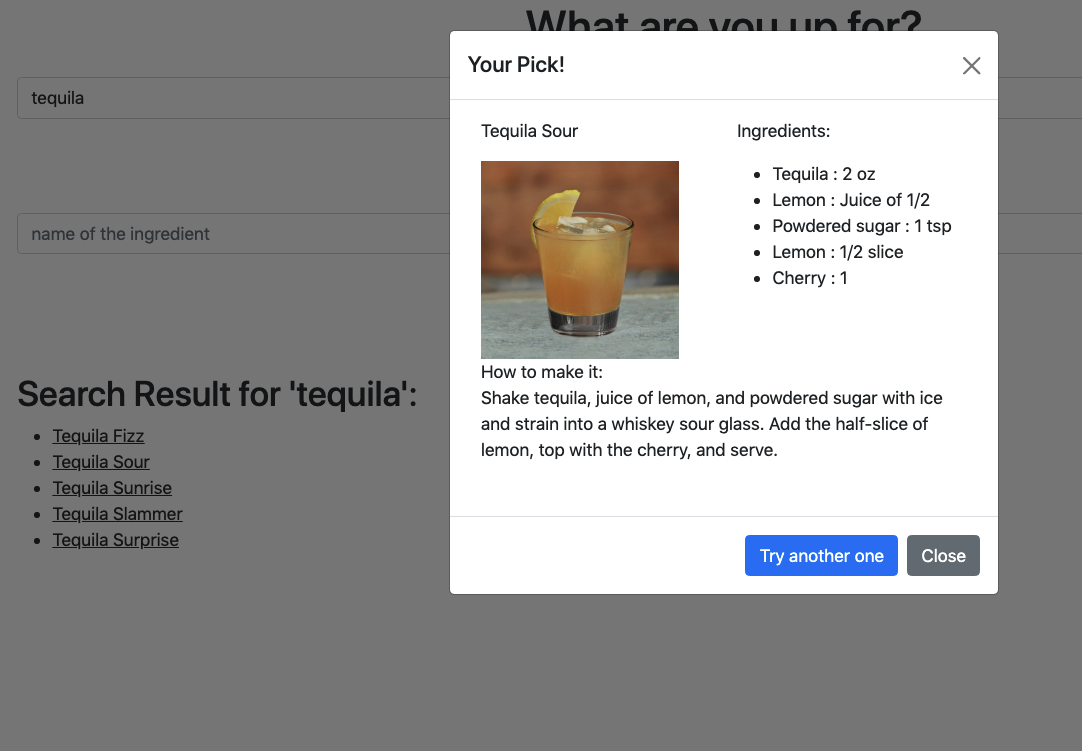 What are you up for?
Your Pick!
tequila
Tequila Sour
Ingredients:
Tequila : 2 oz
Lemon : Juice of 1/2
Powdered sugar : 1 tsp
Lemon : 1/2 slice
Cherry : 1
name of the ingredient
How to make it:
Shake tequila, juice of lemon, and powdered sugar with ice
and strain into a whiskey sour glass. Add the half-slice of
lemon, top with the cherry, and serve.
Search Result for 'tequila':
Tequila Fizz
Tequila Sour
Tequila Sunrise
Tequila Slammer
Tequila Surprise
Try another one
Close